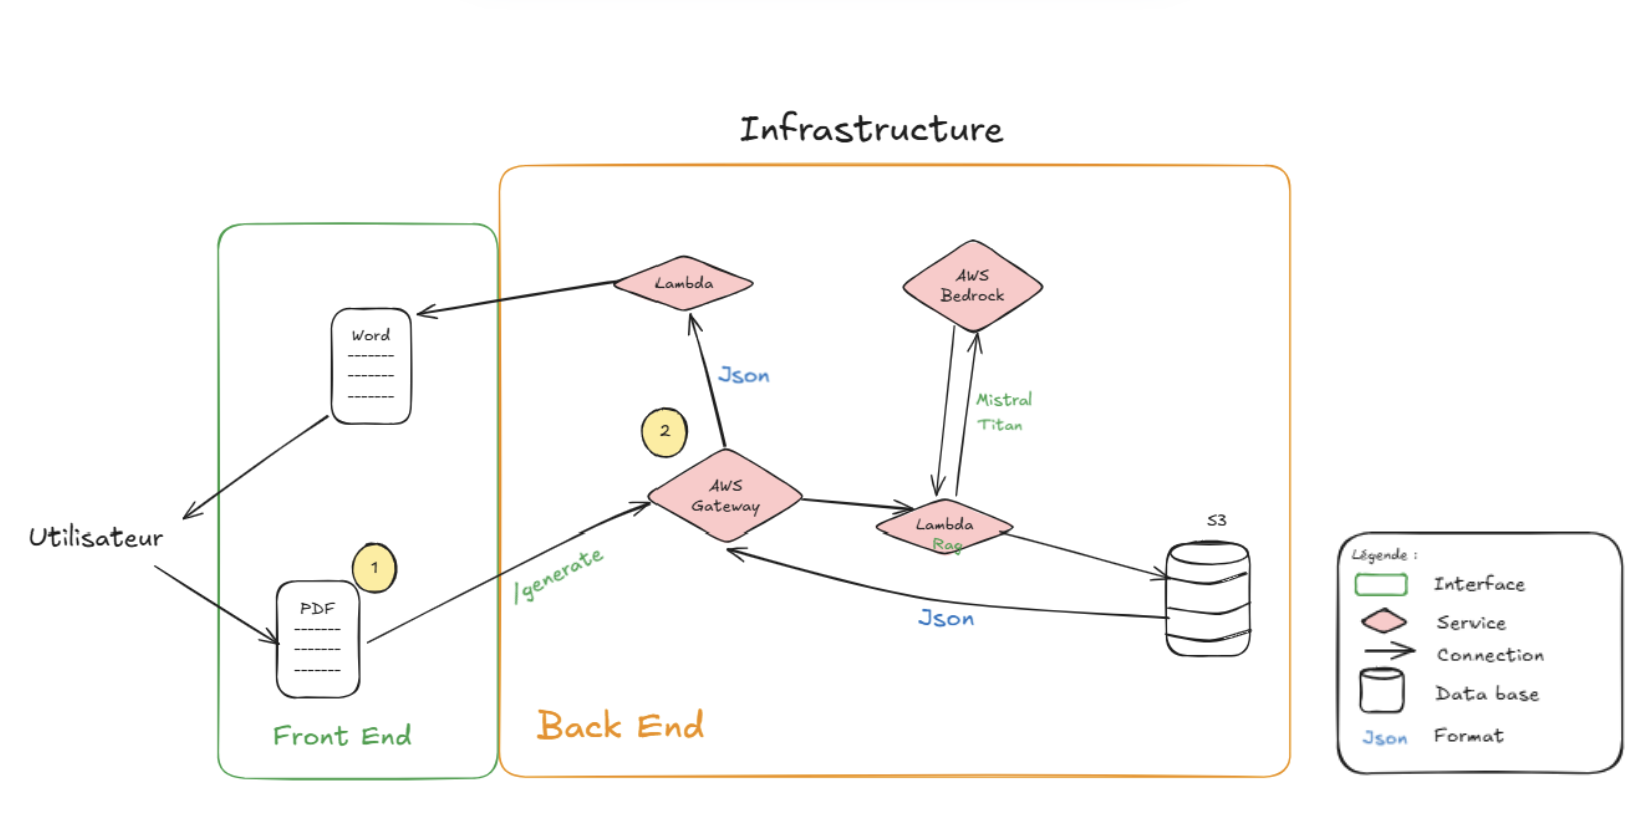 Infrastructure
Lambda
AWS
Bedrock
Word
-------
-------
-------
Json
Mistral
Titan
2
AWS
Gateway
Lambda
Rag
S3
Utilisateur
1
/generate
PDF
-------
-------
-------
Json
Front End
Back End
Légende :
Interface
Service
Connection
Data base
Json Format